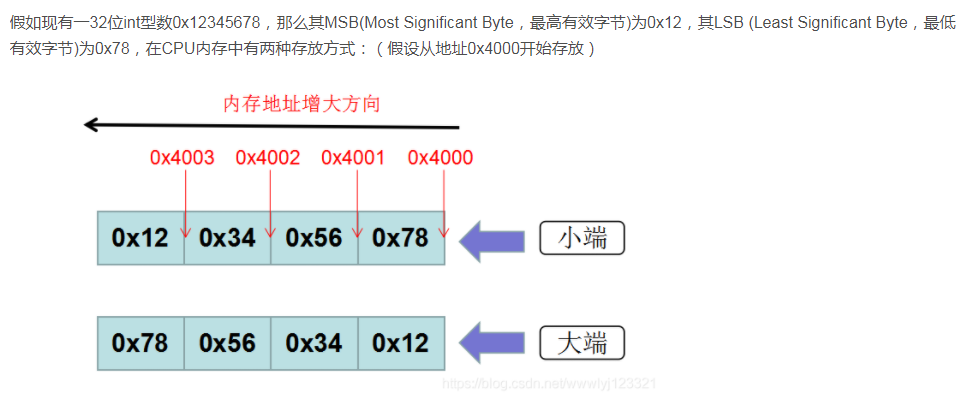 假如现有一32位int型数0x12345678，那么其MSB(Most Significant Byte，最高有效字节)为0x12，其LSB (Least Significant Byte，最低
有效字节)为0x78，在CPU内存中有两种存放方式：（假设从地址0x4000开始存放）
内存地址增大方向
0x4003 0x4002 0x4001 0x4000
0x12 0x34 0x56 0x78 小端
0x78 0x56 0x34 0x12 大端
https://blog.csdn.net/wwwlyj123321